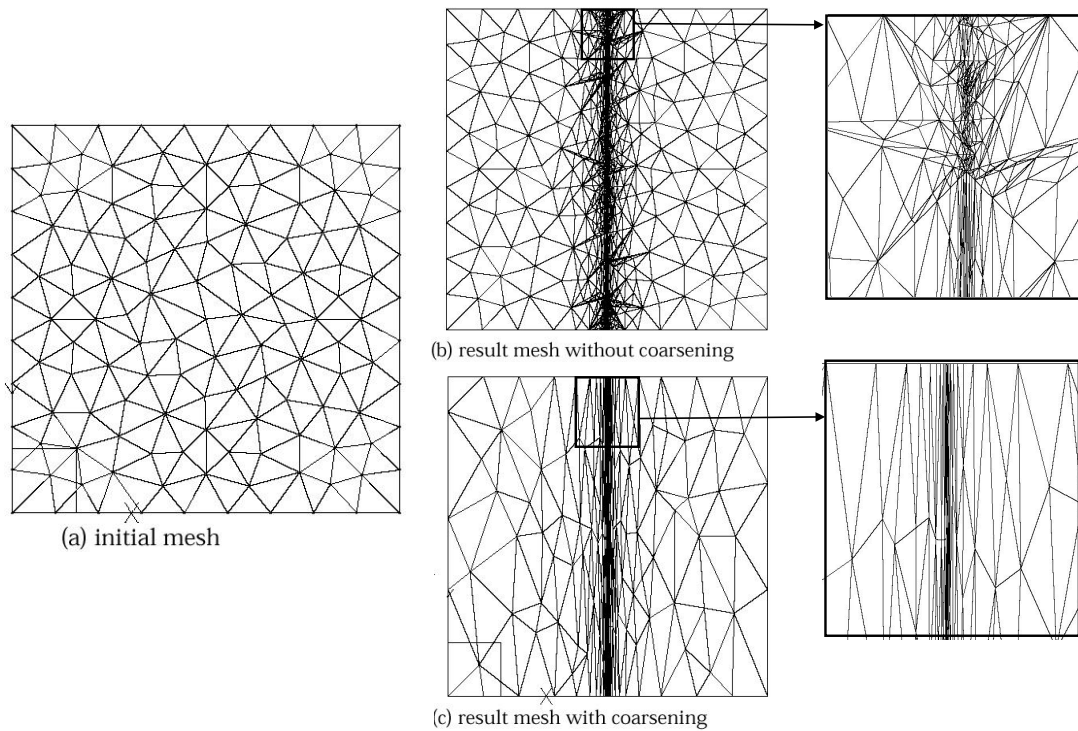 (a) initial mesh
(b) result mesh without coarsening
(c) result mesh with coarsening